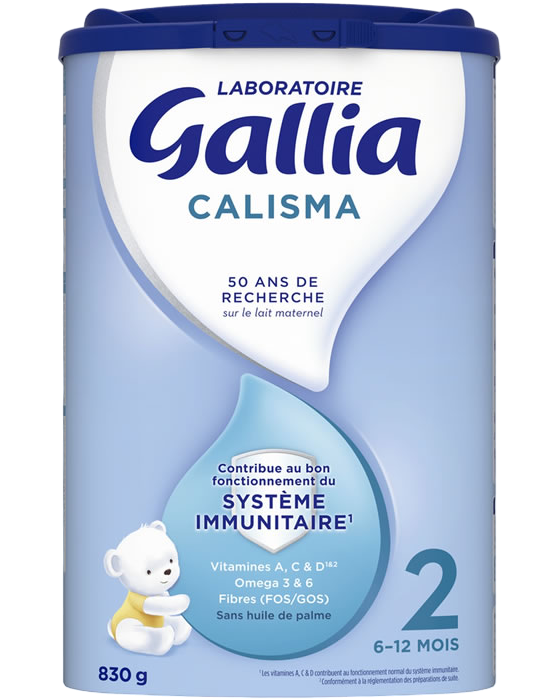 LABORATOIRE
Gallia
CALISMA
50 ANS DE
RECHERCHE
sur le lait maternel
Contribue au bon
fonctionnement du
SYSTÈME
IMMUNITAIRE¹
Vitamines A, C & D¹&²
Omega 3 & 6
Fibres (FOS/GOS)
Sans huile de palme
2
6–12 MOIS
830 g
¹Les vitamines A, C & D contribuent au fonctionnement normal du système immunitaire.
²Conformément à la réglementation des préparations de suite.